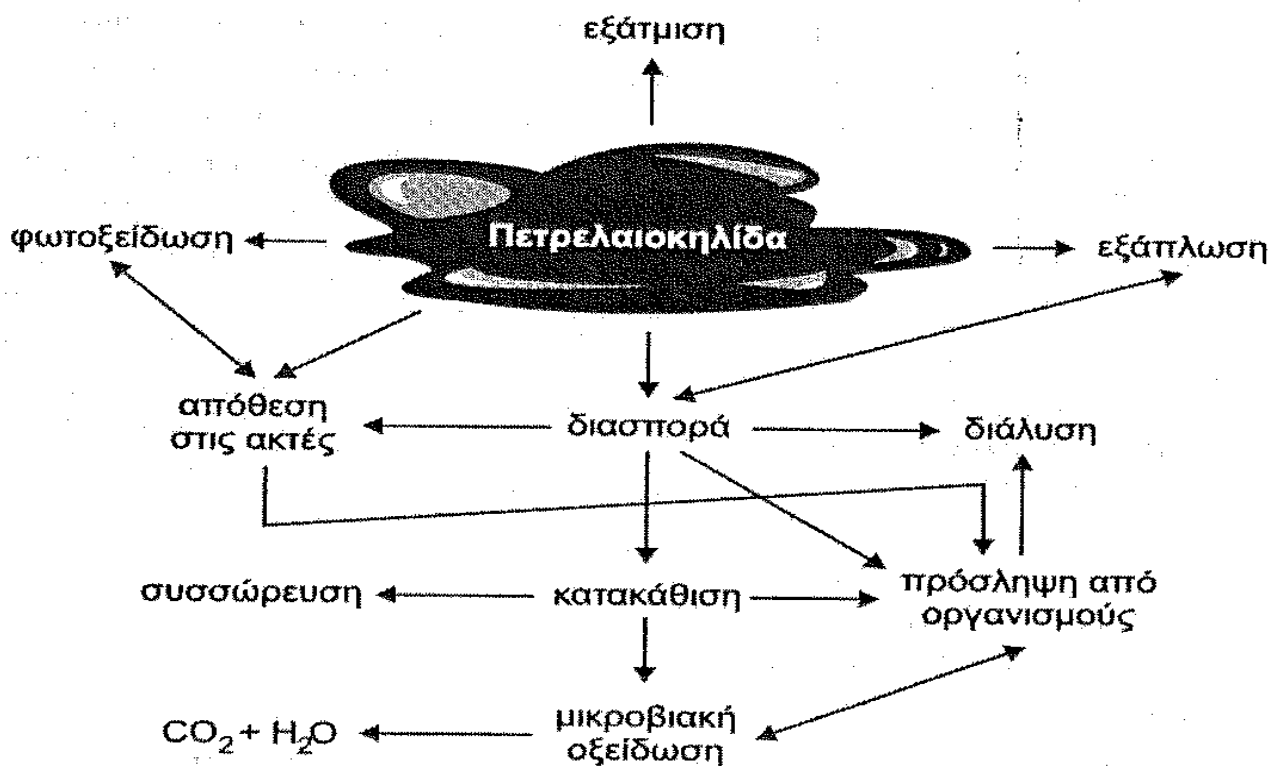 εξάτμιση
Πετρελαιοκηλίδα
φωτοξείδωση
εξάπλωση
απόθεση
στις ακτές
διασπορά
διάλυση
συσσώρευση
κατακάθιση
πρόσληψη από
οργανισμούς
CO₂ + H₂O
μικροβιακή
οξείδωση